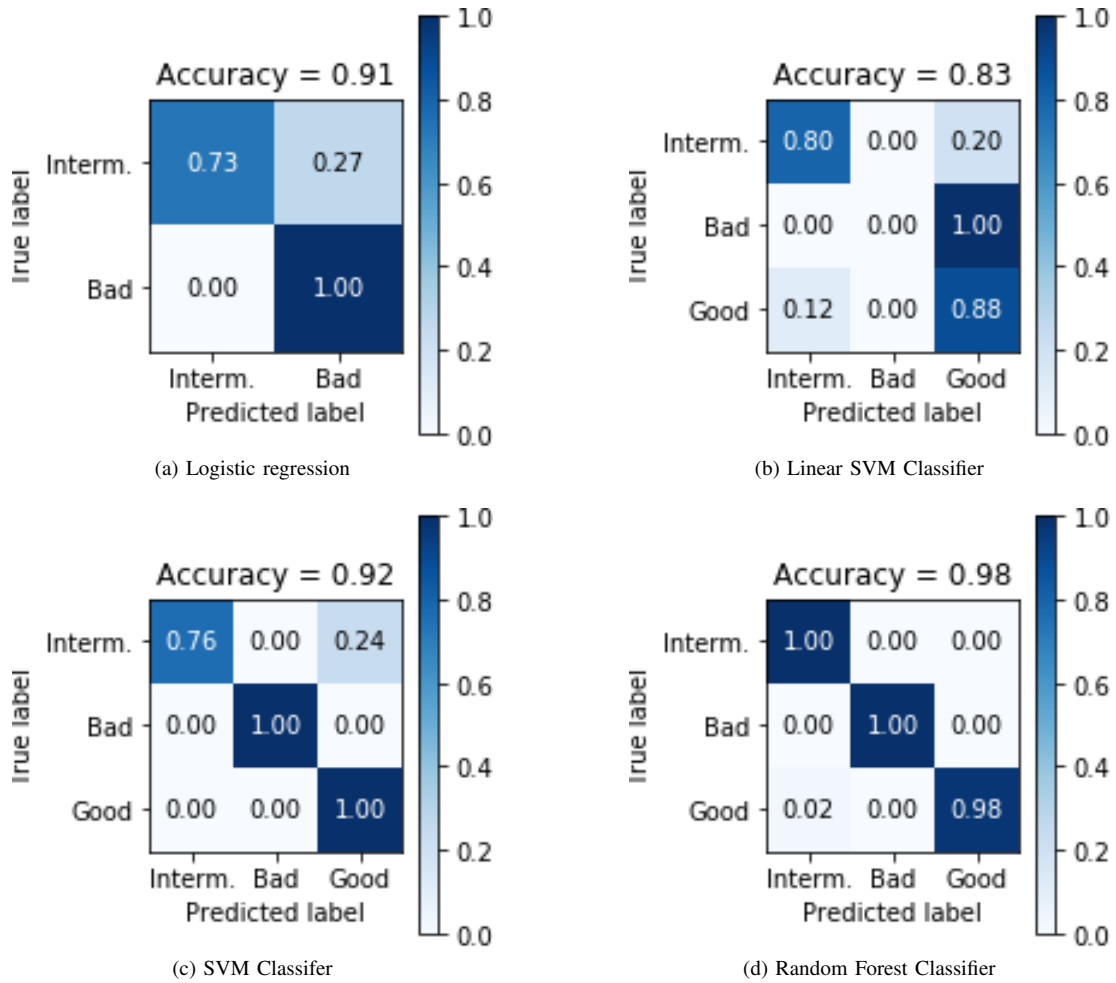 Accuracy = 0.91
1.0
0.8
0.6
0.4
0.2
0.0
True label
Interm. 0.73 0.27
Bad 0.00 1.00
Interm. Bad
Predicted label
(a) Logistic regression
Accuracy = 0.83
1.0
0.8
0.6
0.4
0.2
0.0
True label
Interm. 0.80 0.00 0.20
Bad 0.00 0.00 1.00
Good 0.12 0.00 0.88
Interm. Bad Good
Predicted label
(b) Linear SVM Classifier
Accuracy = 0.92
1.0
0.8
0.6
0.4
0.2
0.0
True label
Interm. 0.76 0.00 0.24
Bad 0.00 1.00 0.00
Good 0.00 0.00 1.00
Interm. Bad Good
Predicted label
(c) SVM Classifer
Accuracy = 0.98
1.0
0.8
0.6
0.4
0.2
0.0
True label
Interm. 1.00 0.00 0.00
Bad 0.00 1.00 0.00
Good 0.02 0.00 0.98
Interm. Bad Good
Predicted label
(d) Random Forest Classifier